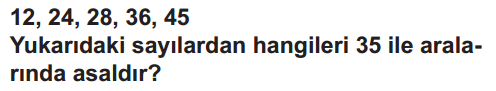 12, 24, 28, 36, 45
Yukarıdaki sayılardan hangileri 35 ile arala-
rında asaldır?